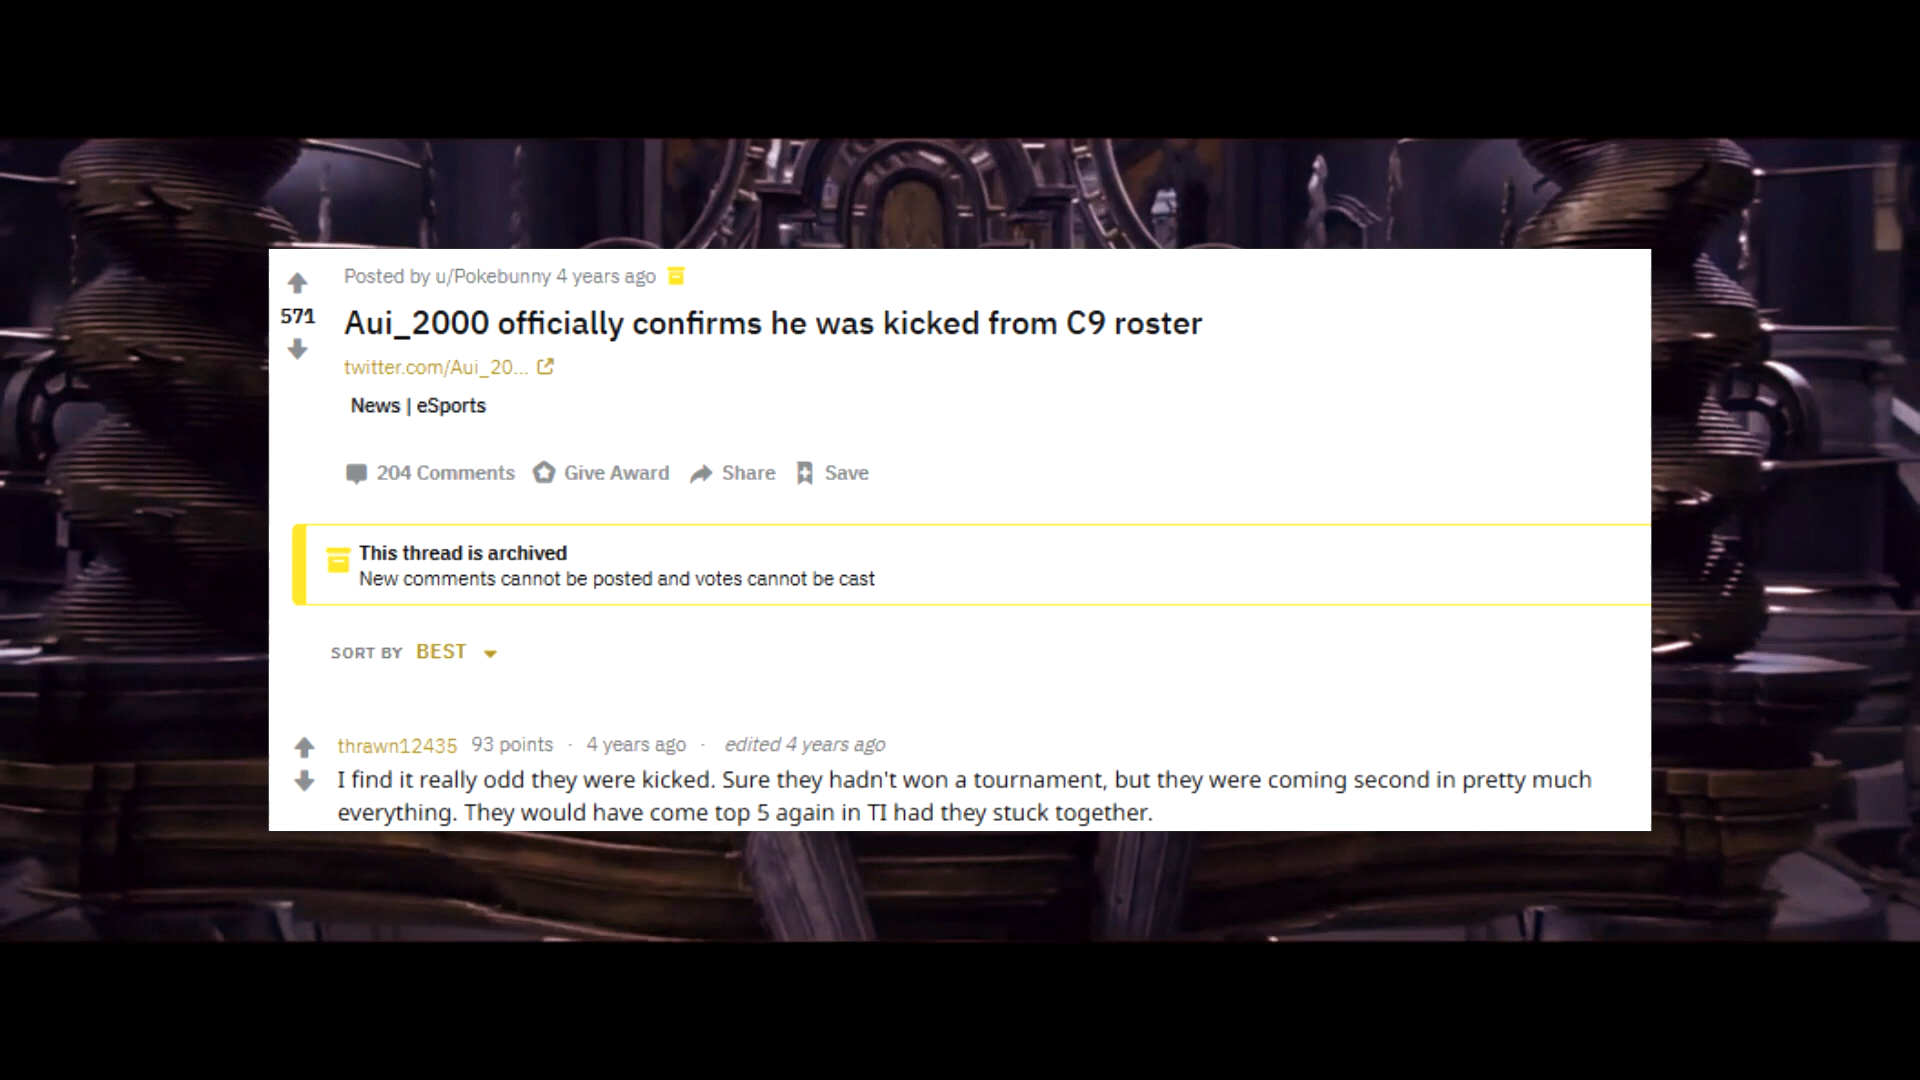 Posted by u/Pokebunny 4 years ago
571
Aui_2000 officially confirms he was kicked from C9 roster
twitter.com/Aui_20...
News | eSports
204 Comments Give Award Share Save
This thread is archived
New comments cannot be posted and votes cannot be cast
SORT BY BEST
thrawn12435 93 points · 4 years ago · edited 4 years ago
I find it really odd they were kicked. Sure they hadn't won a tournament, but they were coming second in pretty much
everything. They would have come top 5 again in TI had they stuck together.